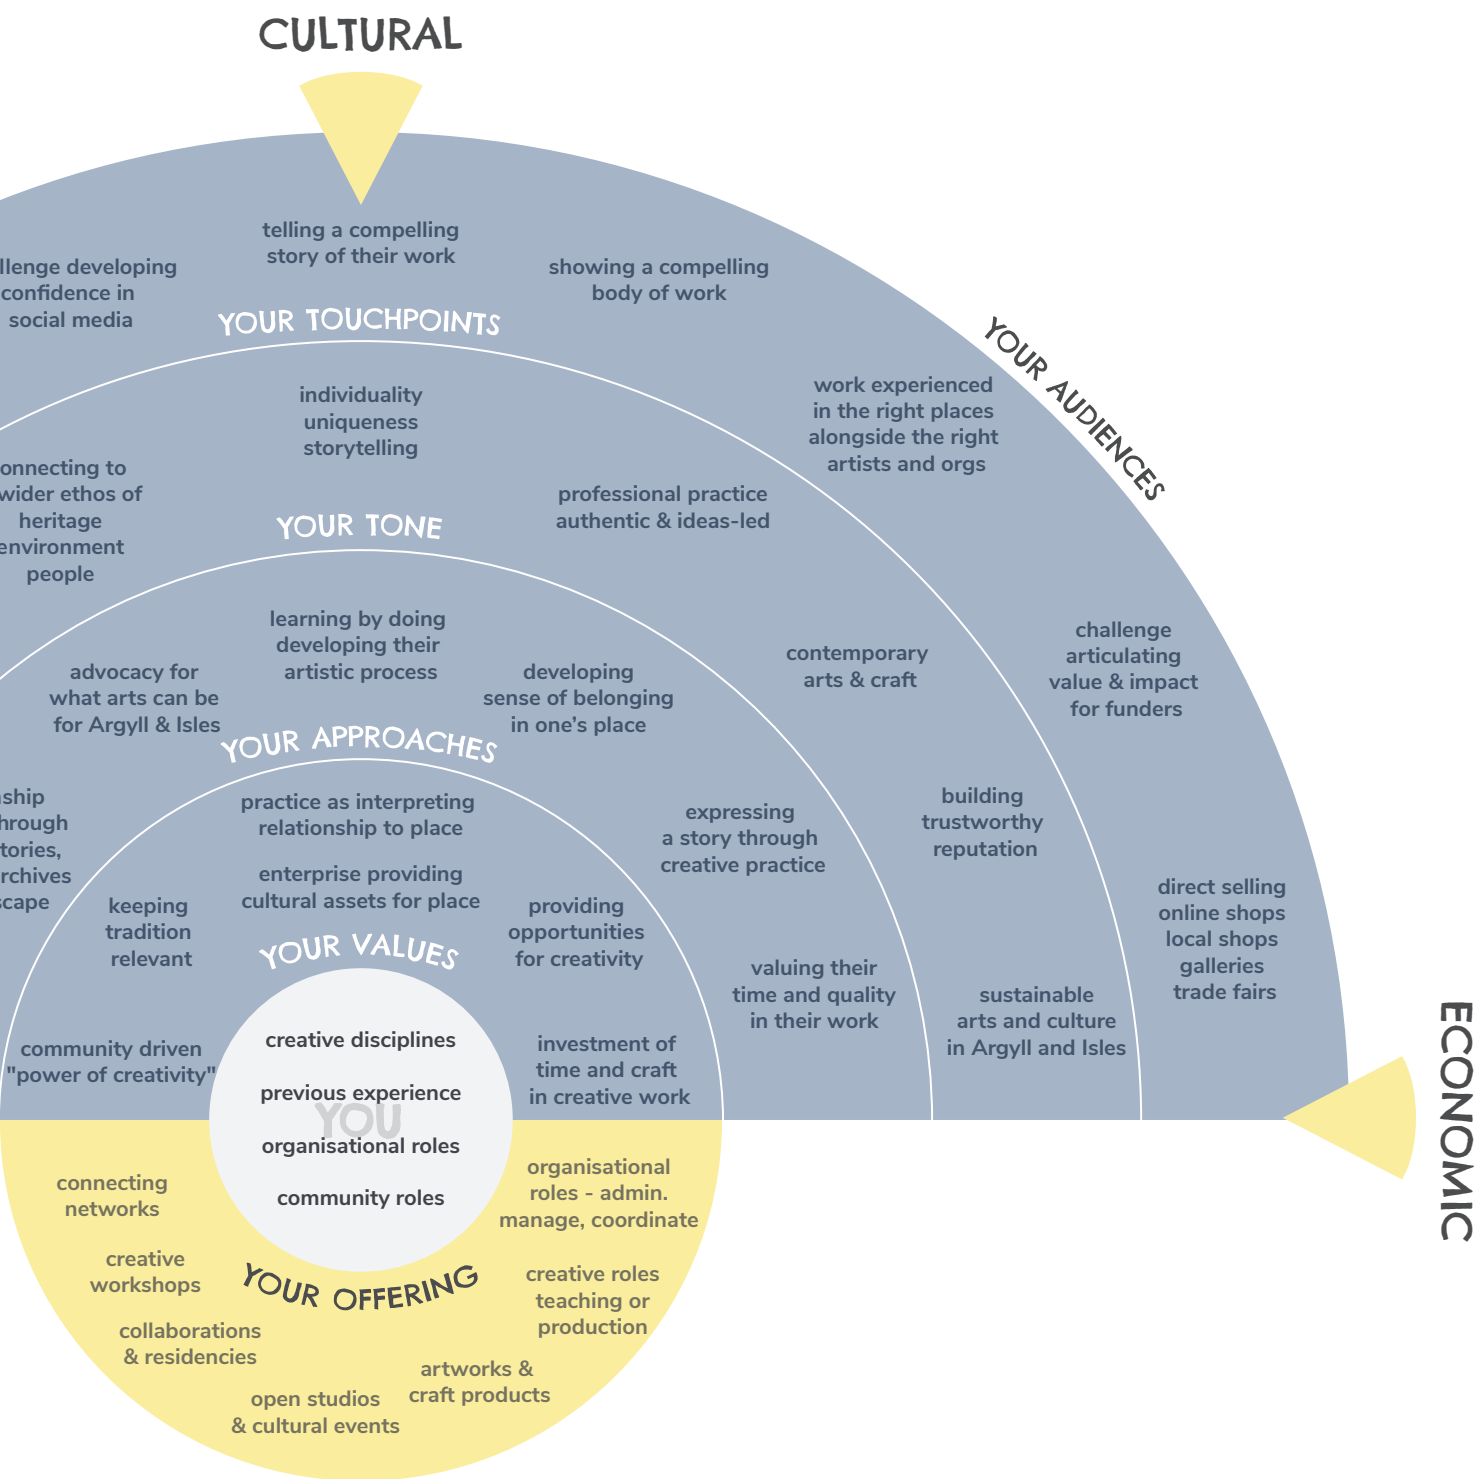 CULTURAL
telling a compelling
story of their work
showing a compelling
body of work
developing
confidence in
social media
YOUR TOUCHPOINTS
YOUR AUDIENCES
individuality
uniqueness
storytelling
work experienced
in the right places
alongside the right
artists and orgs
to
wider ethos of
heritage
environment
people
professional practice
authentic & ideas-led
YOUR TONE
learning by doing
developing their
artistic process
advocacy for
what arts can be
for Argyll & Isles
developing
sense of belonging
in one's place
contemporary
arts & craft
challenge
articulating
value & impact
for funders
YOUR APPROACHES
practice as interpreting
relationship to place
enterprise providing
cultural assets for place
expressing
a story through
creative practice
building
trustworthy
reputation
keeping
tradition
relevant
providing
opportunities
for creativity
direct selling
online shops
local shops
galleries
trade fairs
YOUR VALUES
valuing their
time and quality
in their work
sustainable
arts and culture
in Argyll and Isles
community driven
"power of creativity"
investment of
time and craft
in creative work
ECONOMIC
creative disciplines
previous experience
YOU
organisational roles
community roles
connecting
networks
creative
workshops
collaborations
& residencies
open studios
& cultural events
artworks &
craft products
creative roles
teaching or
production
organisational
roles - admin.
manage, coordinate
YOUR OFFERING